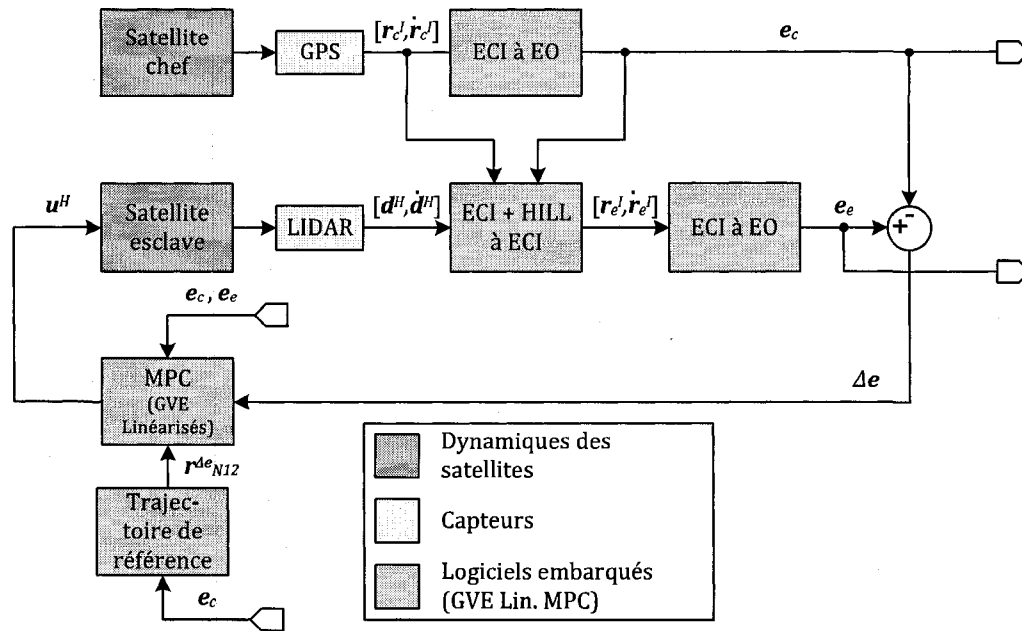 Satellite
chef
GPS
[r_c^I, ṙ_c^I]
ECI à EO
e_c
u^H
Satellite
esclave
LIDAR
[d^H, ḋ^H]
ECI + HILL
à ECI
[r_e^I, ṙ_e^I]
ECI à EO
e_e
-
+
e_c, e_e
MPC
(GVE
Linéarisés)
Δe
r^Δe_N12
Trajec-
toire de
référence
e_c
Dynamiques des
satellites
Capteurs
Logiciels embarqués
(GVE Lin. MPC)